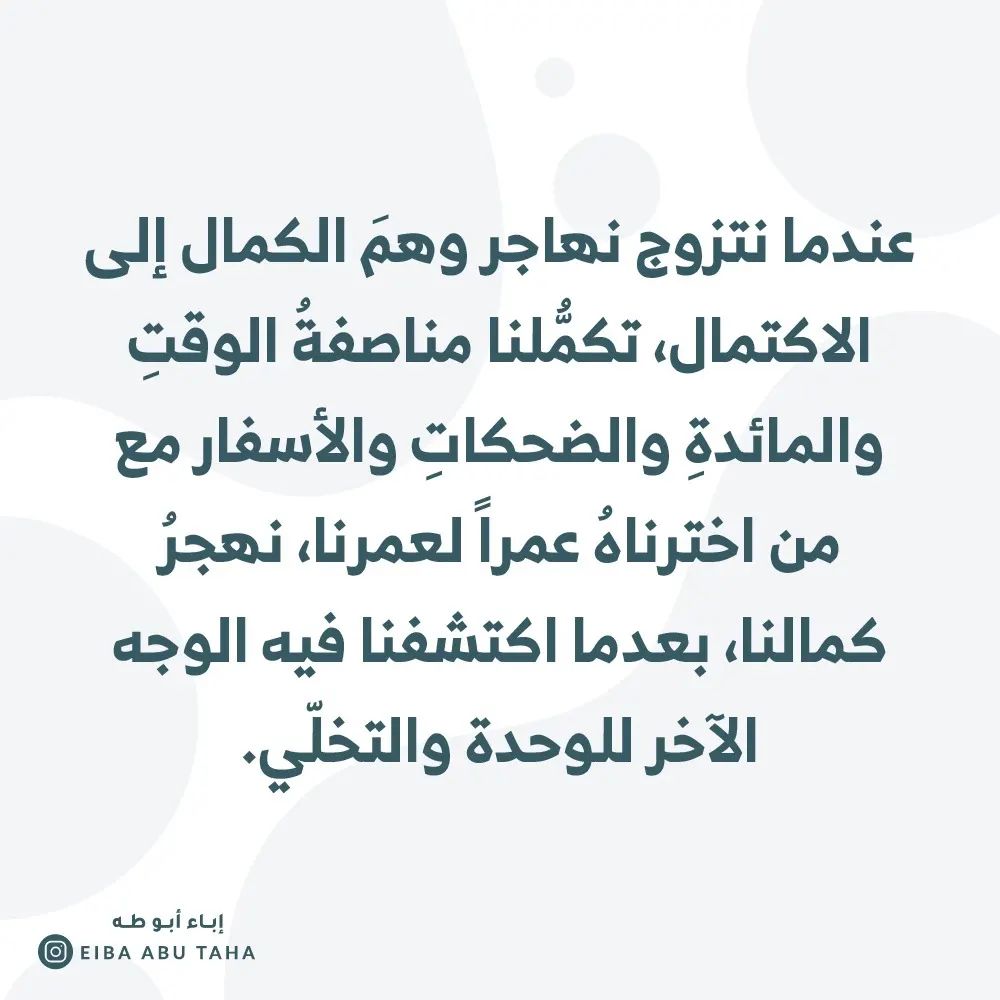 عندما نتزوج نهاجر وهمَ الكمال إلى
الاكتمال، تكمُّلنا مناصفةُ الوقتِ
والمائدةِ والضحكاتِ والأسفار مع
من اخترناهُ عمراً لعمرنا، نهجرُ
كمالنا، بعدما اكتشفنا فيه الوجه
الآخر للوحدة والتخلّي.
إباء أبو طه
EIBA ABU TAHA